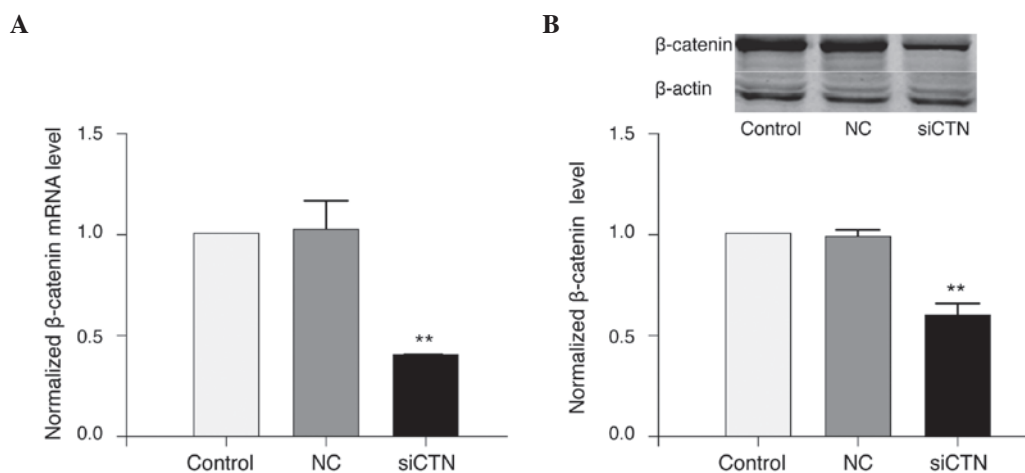 A
Normalized β-catenin mRNA level
1.5
1.0
0.5
0.0
**
Control NC siCTN
B
β-catenin
β-actin
Control NC siCTN
Normalized β-catenin level
1.5
1.0
0.5
0.0
**
Control NC siCTN